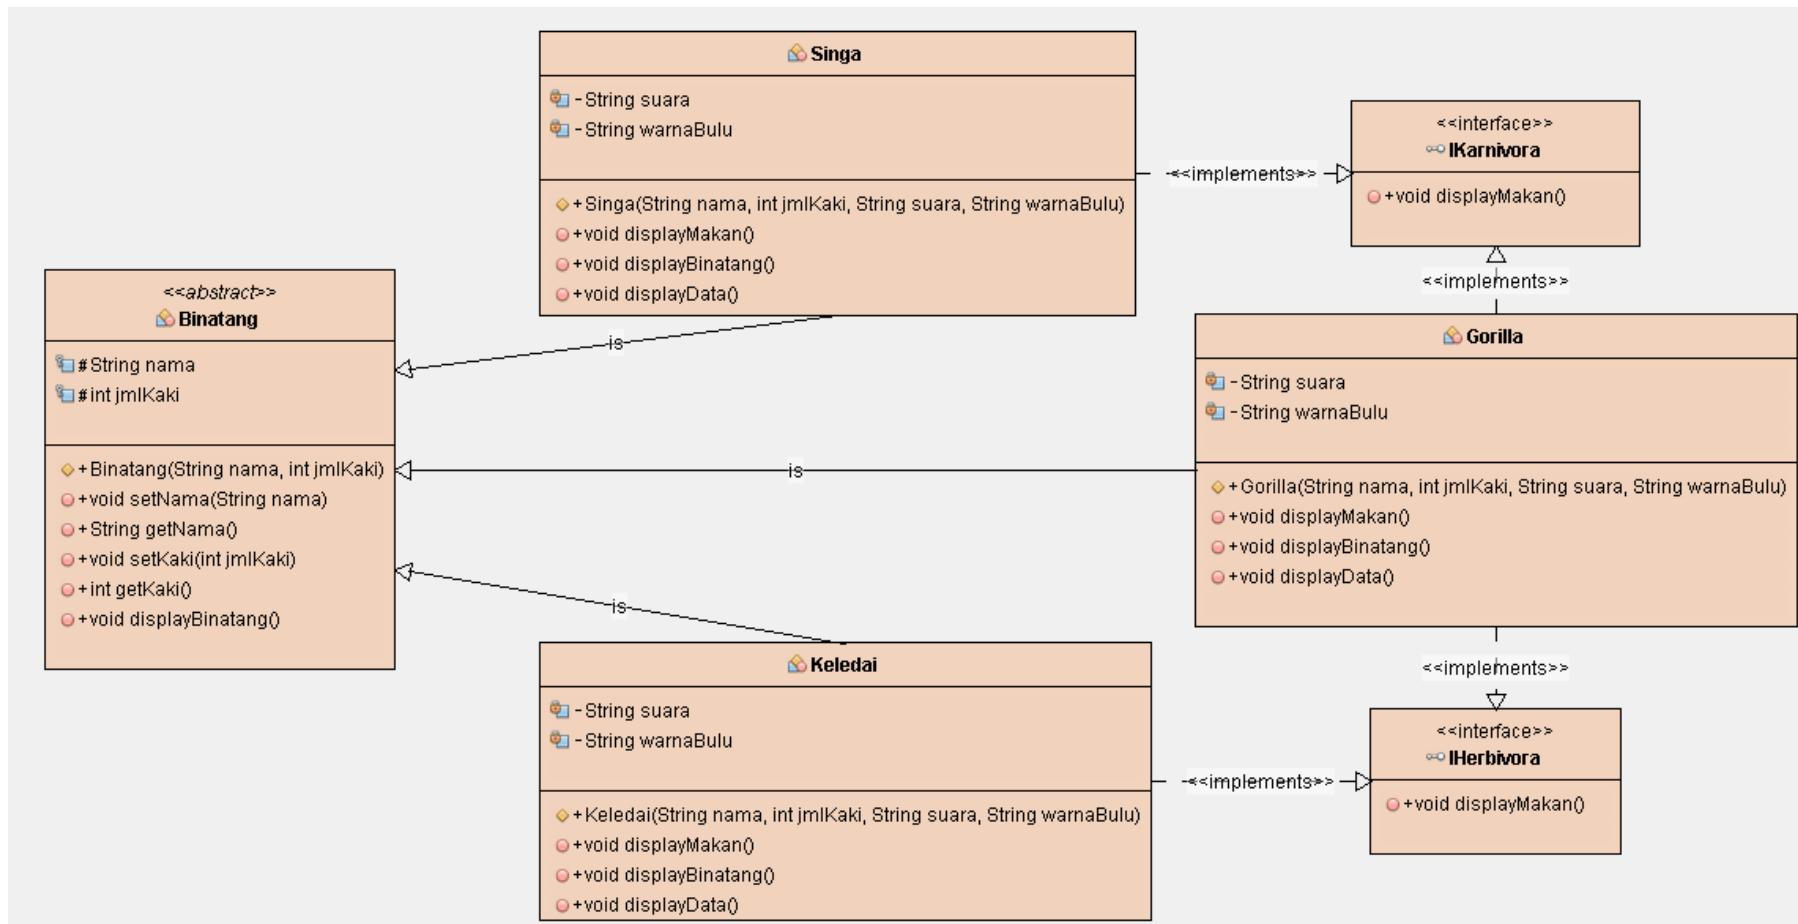 Singa
-String suara
-String warnaBulu
+Singa(String nama, int jmlKaki, String suara, String warnaBulu)
+void displayMakan()
+void displayBinatang()
+void displayData()
<<implements>>
<<interface>>
IKarnivora
+void displayMakan()
<<implements>>
<<abstract>>
Binatang
#String nama
#int jmlKaki
+Binatang(String nama, int jmlKaki)
+void setNama(String nama)
+String getNama()
+void setKaki(int jmlKaki)
+int getKaki()
+void displayBinatang()
is
is
is
Gorilla
-String suara
-String warnaBulu
+Gorilla(String nama, int jmlKaki, String suara, String warnaBulu)
+void displayMakan()
+void displayBinatang()
+void displayData()
<<implements>>
Keledai
-String suara
-String warnaBulu
+Keledai(String nama, int jmlKaki, String suara, String warnaBulu)
+void displayMakan()
+void displayBinatang()
+void displayData()
<<implements>>
<<interface>>
IHerbivora
+void displayMakan()